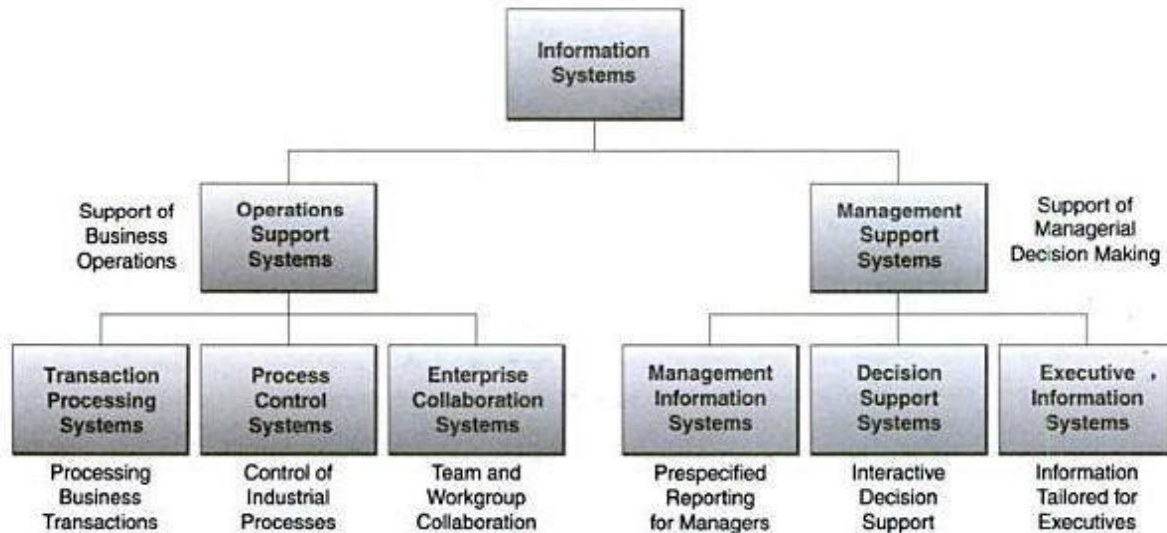 Information
Systems
Support of
Business
Operations
Operations
Support
Systems
Management
Support
Systems
Support of
Managerial
Decision Making
Transaction
Processing
Systems
Process
Control
Systems
Enterprise
Collaboration
Systems
Management
Information
Systems
Decision
Support
Systems
Executive
Information
Systems
Processing
Business
Transactions
Control of
Industrial
Processes
Team and
Workgroup
Collaboration
Prespecified
Reporting
for Managers
Interactive
Decision
Support
Information
Tailored for
Executives